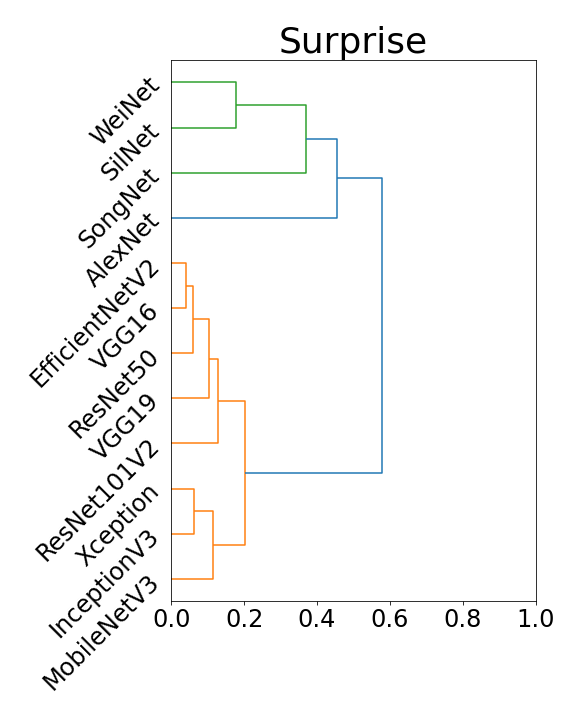 Surprise
WeiNet
SilNet
SongNet
AlexNet
EfficientNetV2
VGG16
ResNet50
VGG19
ResNet101V2
Xception
InceptionV3
MobileNetV3
0.0 0.2 0.4 0.6 0.8 1.0